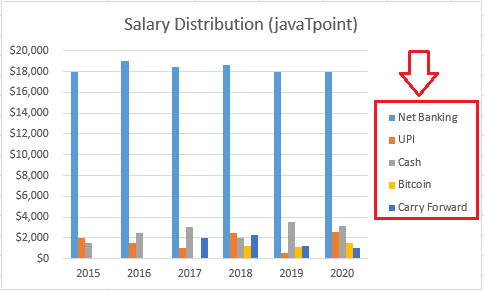 Salary Distribution (javaTpoint)
$20,000
$18,000
$16,000
$14,000
$12,000
$10,000
$8,000
$6,000
$4,000
$2,000
$0
2015 2016 2017 2018 2019 2020
Net Banking
UPI
Cash
Bitcoin
Carry Forward